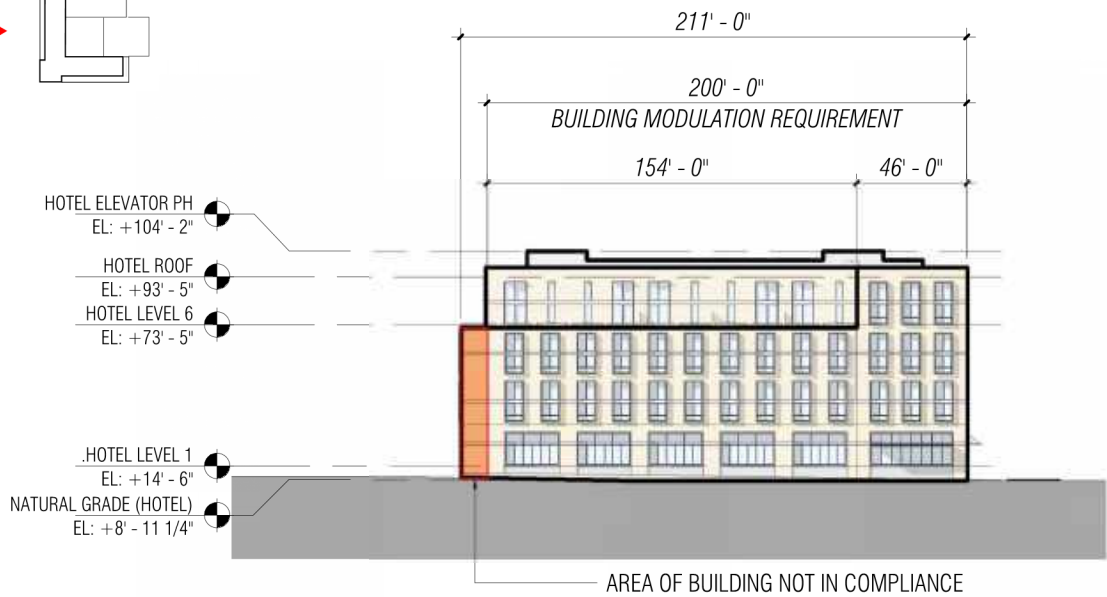 211' - 0"
200' - 0"
BUILDING MODULATION REQUIREMENT
154' - 0"
46' - 0"
HOTEL ELEVATOR PH
EL: +104' - 2"
HOTEL ROOF
EL: +93' - 5"
HOTEL LEVEL 6
EL: +73' - 5"
.HOTEL LEVEL 1
EL: +14' - 6"
NATURAL GRADE (HOTEL)
EL: +8' - 11 1/4"
AREA OF BUILDING NOT IN COMPLIANCE